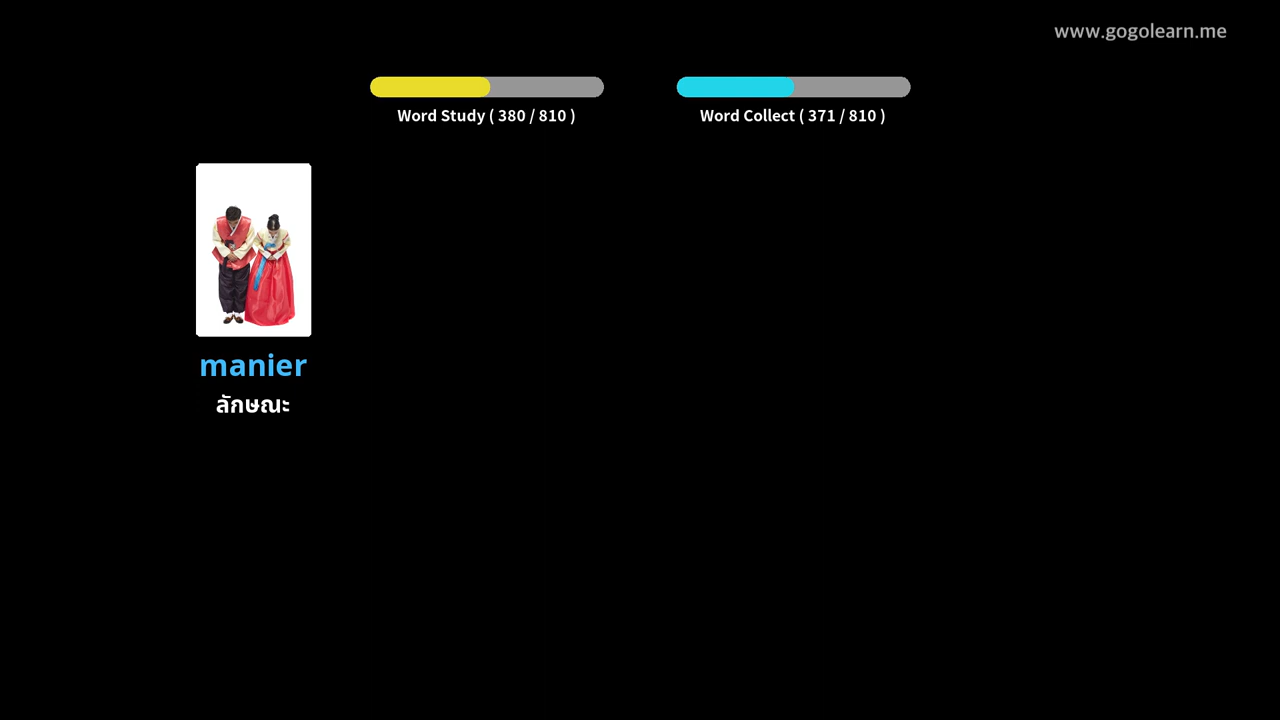 www.gogolearn.me
Word Study ( 380 / 810 )
Word Collect ( 371 / 810 )
manier
ลักษณะ